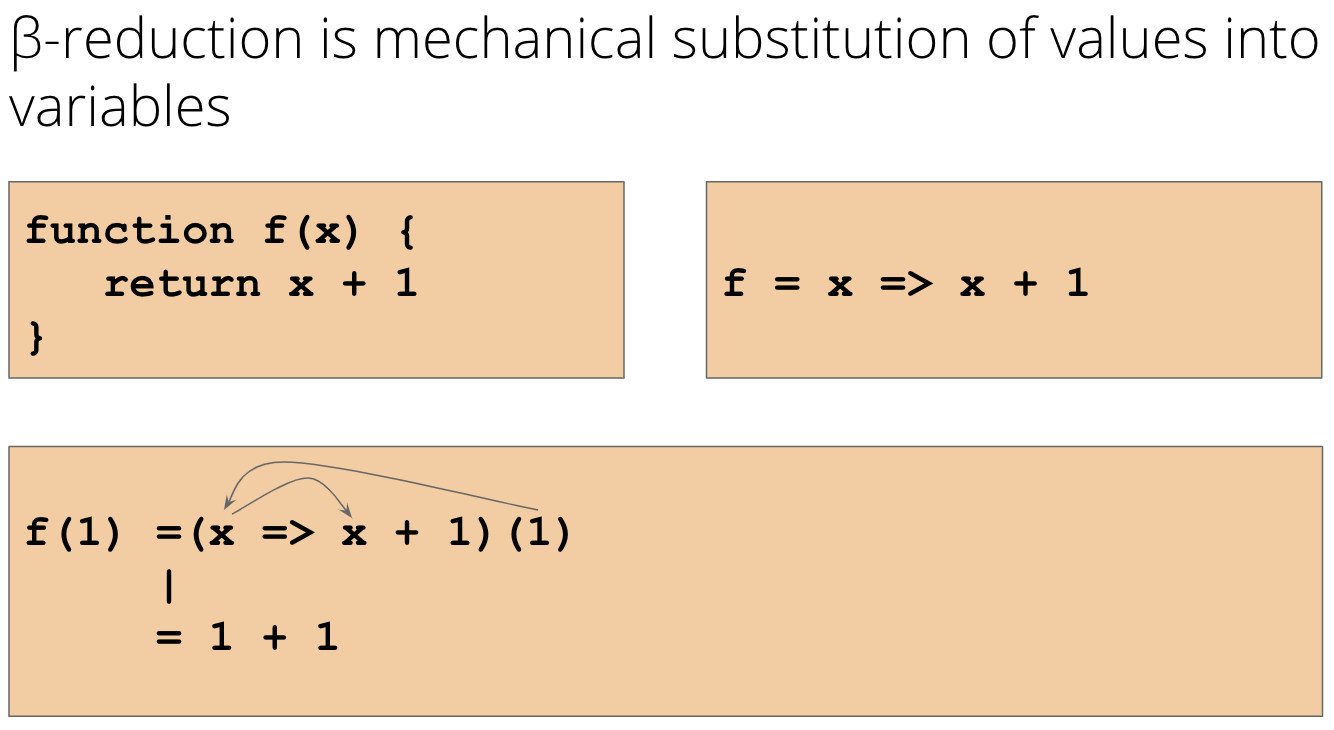 β-reduction is mechanical substitution of values into
variables
function f(x) {
   return x + 1
}
f = x => x + 1
f(1) =(x => x + 1)(1)
     |
     = 1 + 1